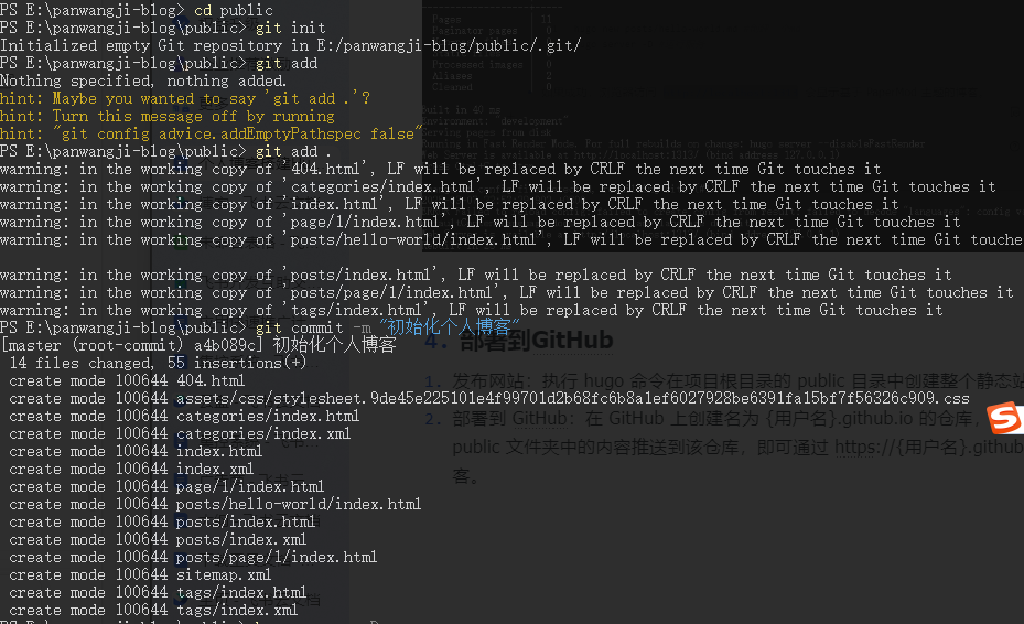 PS E:\panwangji-blog> cd public
PS E:\panwangji-blog\public> git init
Initialized empty Git repository in E:/panwangji-blog/public/.git/
PS E:\panwangji-blog\public> git add
Nothing specified, nothing added.
hint: Maybe you wanted to say 'git add .'?
hint: Turn this message off by running
hint: "git config advice.addEmptyPathspec false"
PS E:\panwangji-blog\public> git add .
warning: in the working copy of '404.html', LF will be replaced by CRLF the next time Git touches it
warning: in the working copy of 'categories/index.html', LF will be replaced by CRLF the next time Git touches it
warning: in the working copy of 'index.html', LF will be replaced by CRLF the next time Git touches it
warning: in the working copy of 'page/1/index.html', LF will be replaced by CRLF the next time Git touches it
warning: in the working copy of 'posts/hello-world/index.html', LF will be replaced by CRLF the next time Git touche
warning: in the working copy of 'posts/index.html', LF will be replaced by CRLF the next time Git touches it
warning: in the working copy of 'posts/page/1/index.html', LF will be replaced by CRLF the next time Git touches it
warning: in the working copy of 'tags/index.html', LF will be replaced by CRLF the next time Git touches it
PS E:\panwangji-blog\public> git commit -m "初始化个人博客"
[master (root-commit) a4b089c] 初始化个人博客
14 files changed, 55 insertions(+)
create mode 100644 404.html
create mode 100644 assets/css/stylesheet.9de45e225101e4f99701d2b68fc6b8a1ef6027928be6391fa15bf7f56326c909.css
create mode 100644 categories/index.html
create mode 100644 categories/index.xml
create mode 100644 index.html
create mode 100644 index.xml
create mode 100644 page/1/index.html
create mode 100644 posts/hello-world/index.html
create mode 100644 posts/index.html
create mode 100644 posts/index.xml
create mode 100644 posts/page/1/index.html
create mode 100644 sitemap.xml
create mode 100644 tags/index.html
create mode 100644 tags/index.xml
Pages 11
Paginator pages 0
Processed images 0
Aliases 2
Cleaned 0
built in 40 ms
Environment: "development"
Serving pages from disk
4. 部署到GitHub
1. 发布网站：执行 hugo 命令在项目根目录的 public 目录中创建整个静态站
2. 部署到 GitHub：在 GitHub 上创建名为 {用户名}.github.io 的仓库，
public 文件夹中的内容推送到该仓库，即可通过 https://{用户名}.github
客。